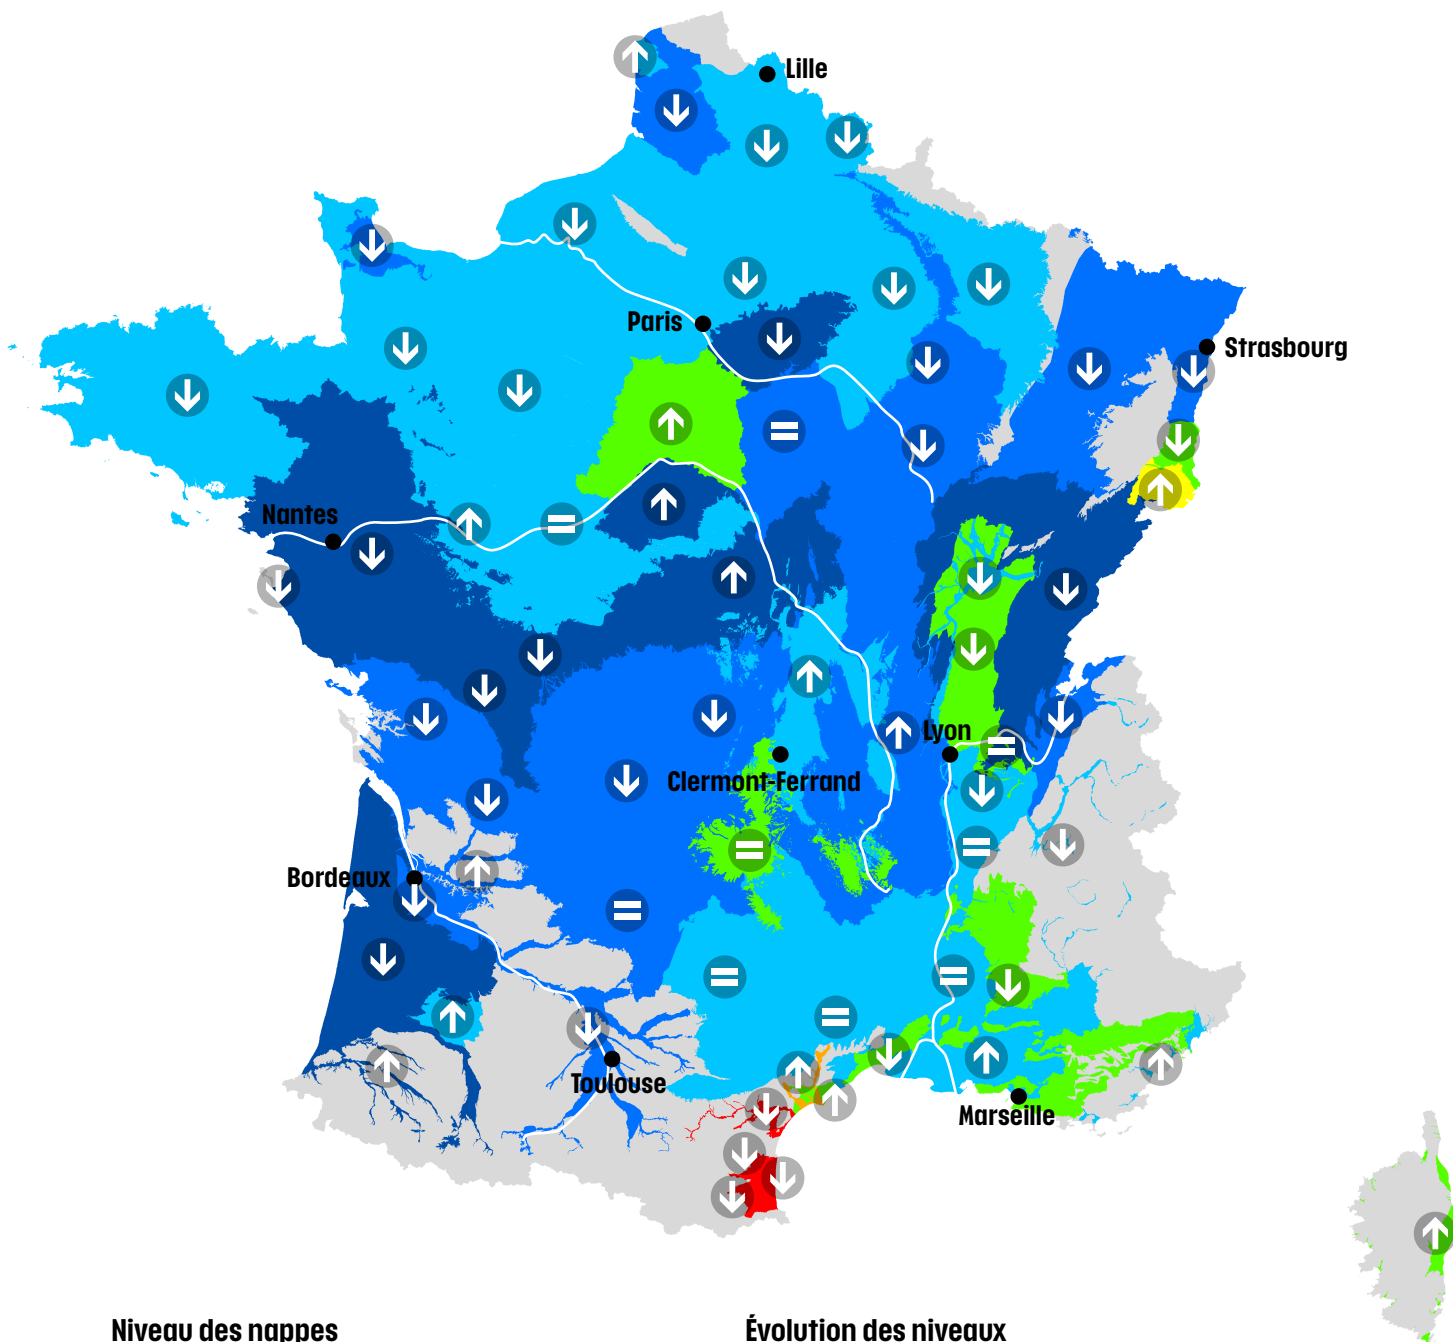 Lille
Paris
Strasbourg
Nantes
Lyon
Clermont-Ferrand
Bordeaux
Toulouse
Marseille
Niveau des nappes
Évolution des niveaux